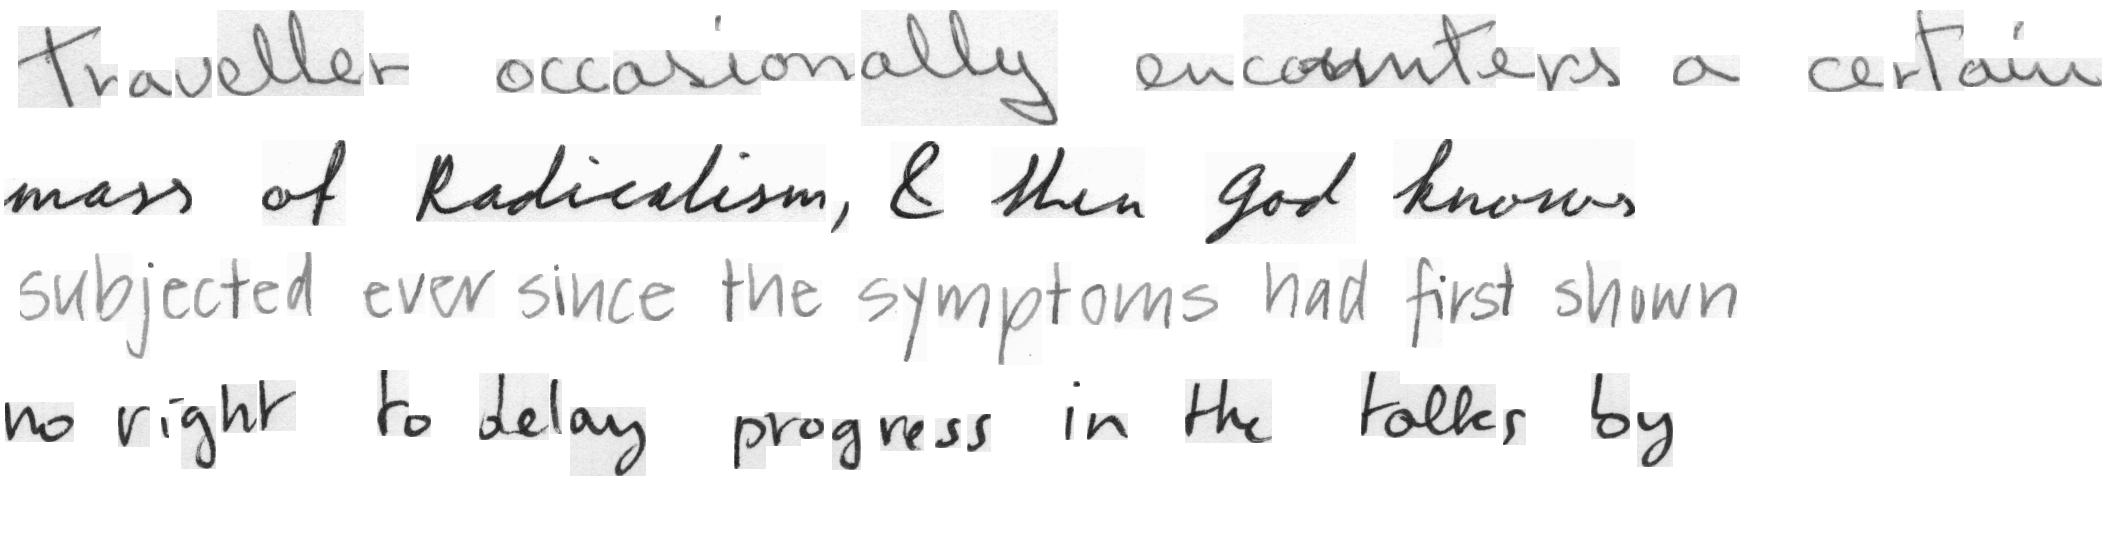 traveller occasionally encounters a certain
mass of Radicalism, & then God knows
subjected ever since the symptoms had first shown
no right to delay progress in the talks by